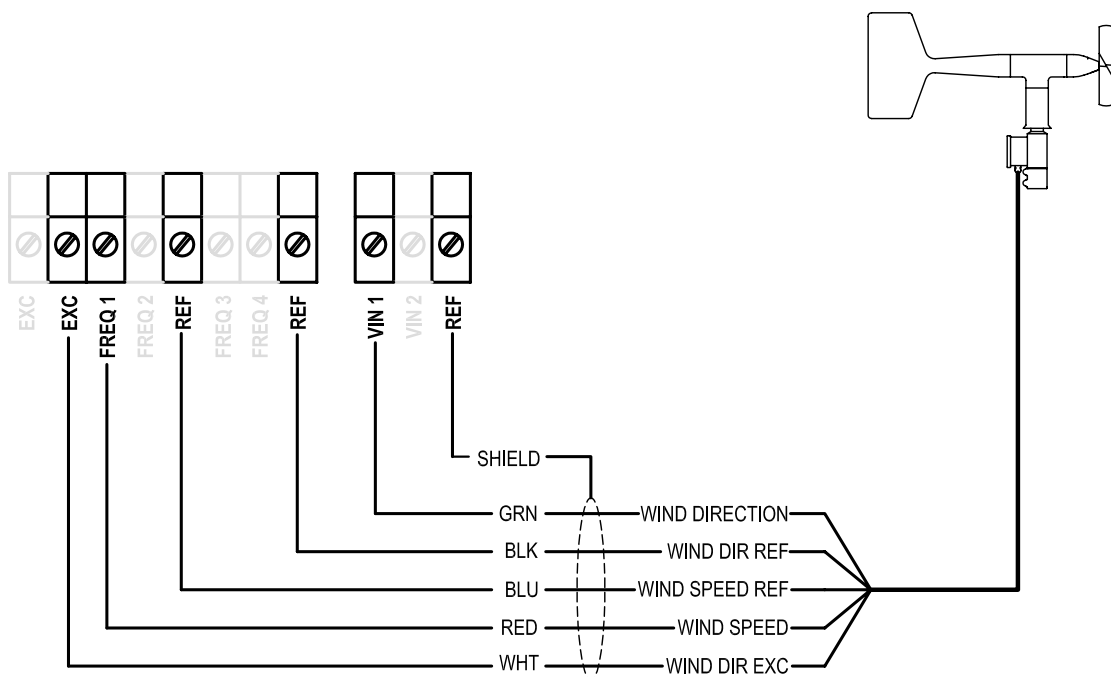 EXC
EXC
FREQ 1
FREQ 2
REF
FREQ 3
FREQ 4
REF
VIN 1
VIN 2
REF
SHIELD
GRN WIND DIRECTION
BLK WIND DIR REF
BLU WIND SPEED REF
RED WIND SPEED
WHT WIND DIR EXC